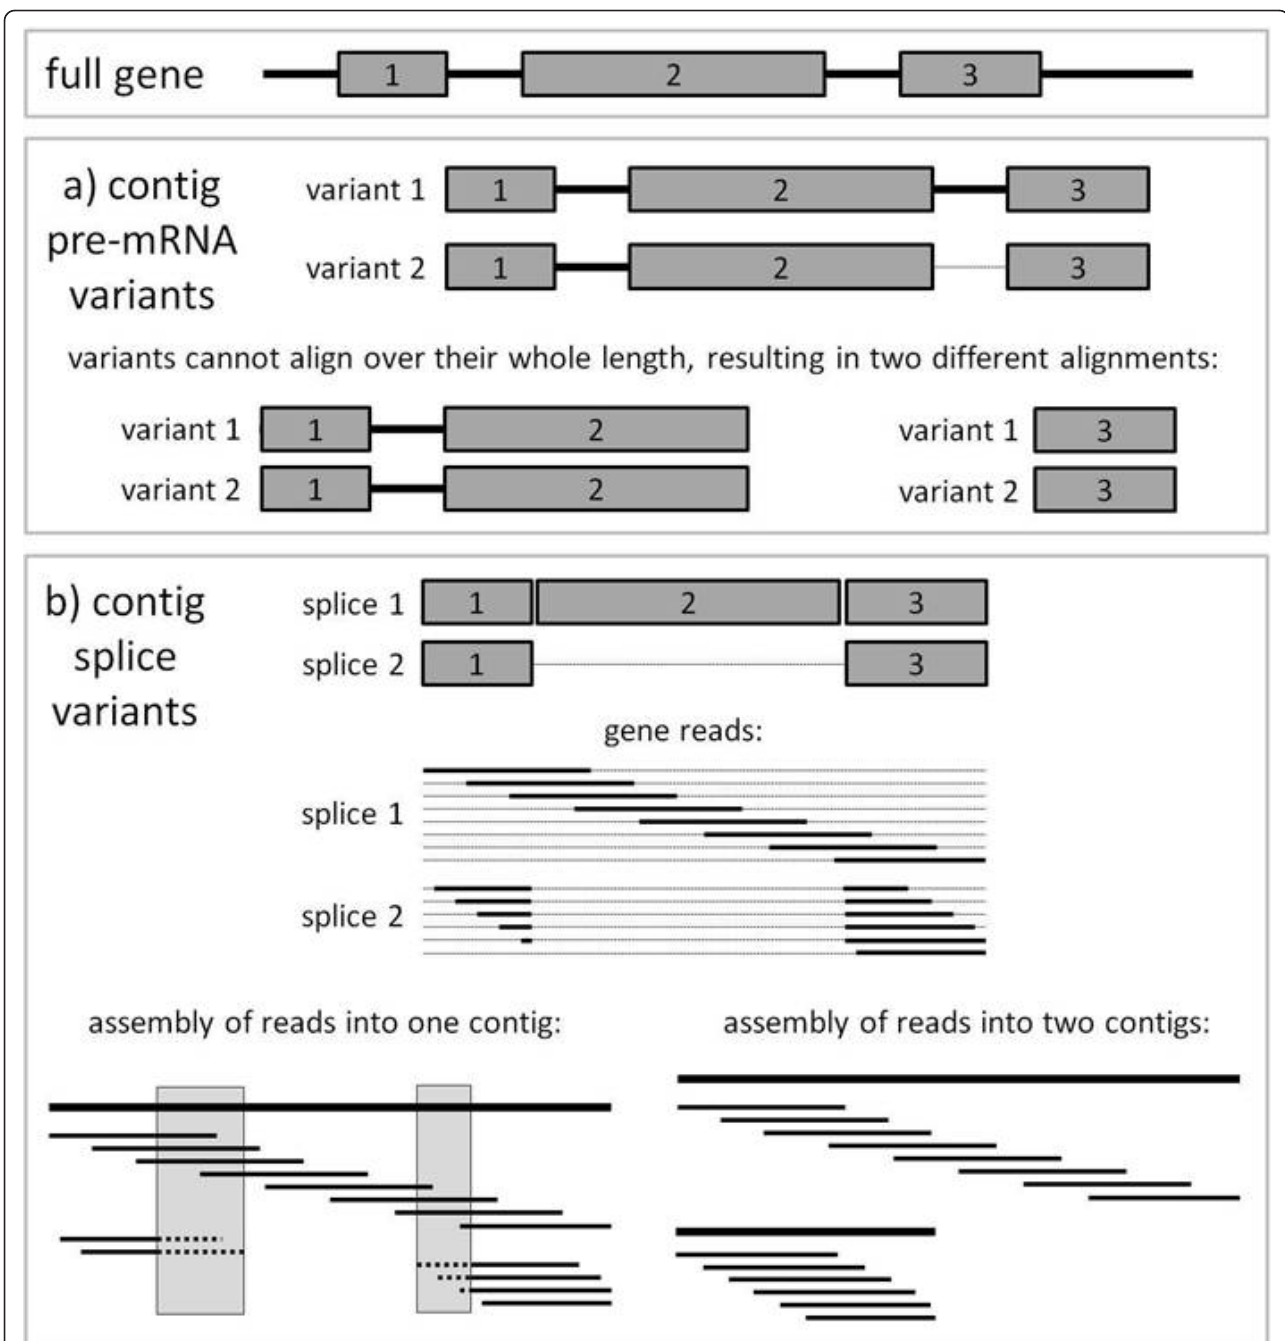 full gene
1 2 3
a) contig
pre-mRNA
variants
variant 1 1 2 3
variant 2 1 2 3
variants cannot align over their whole length, resulting in two different alignments:
variant 1 1 2 variant 1 3
variant 2 1 2 variant 2 3
b) contig
splice
variants
splice 1 1 2 3
splice 2 1 3
gene reads:
splice 1
splice 2
assembly of reads into one contig: assembly of reads into two contigs: